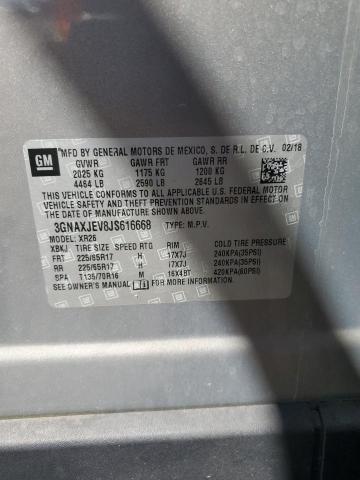 GM
MFD BY GENERAL MOTORS DE MEXICO, S. DE R.L. DE C.V. 02/18
GVWR GAWR FRT GAWR RR
2025 KG 1175 KG 1200 KG
4464 LB 2590 LB 2645 LB
THIS VEHICLE CONFORMS TO ALL APPLICABLE U.S. FEDERAL MOTOR
VEHICLE SAFETY, BUMPER, AND THEFT PREVENTION STANDARDS IN
EFFECT ON THE DATE OF MANUFACTURE SHOWN ABOVE.
3GNAXJEV8JS616668 TYPE: M.P.V.
MODEL: XR26
XBKJ TIRE SIZE SPEED RTG RIM COLD TIRE PRESSURE
FRT 225/65R17 H 17X7J 240KPA(35PSI)
RR 225/65R17 H 17X7J 240KPA(35PSI)
SPA T135/70R16 M 16X4BT 420KPA(60PSI)
SEE OWNER'S MANUAL